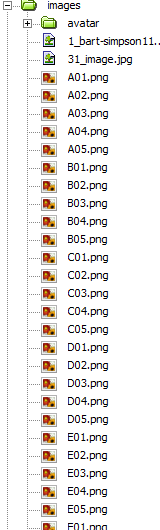 images
avatar
1_bart-simpson11..
31_image.jpg
A01.png
A02.png
A03.png
A04.png
A05.png
B01.png
B02.png
B03.png
B04.png
B05.png
C01.png
C02.png
C03.png
C04.png
C05.png
D01.png
D02.png
D03.png
D04.png
D05.png
E01.png
E02.png
E03.png
E04.png
E05.png
F01.png